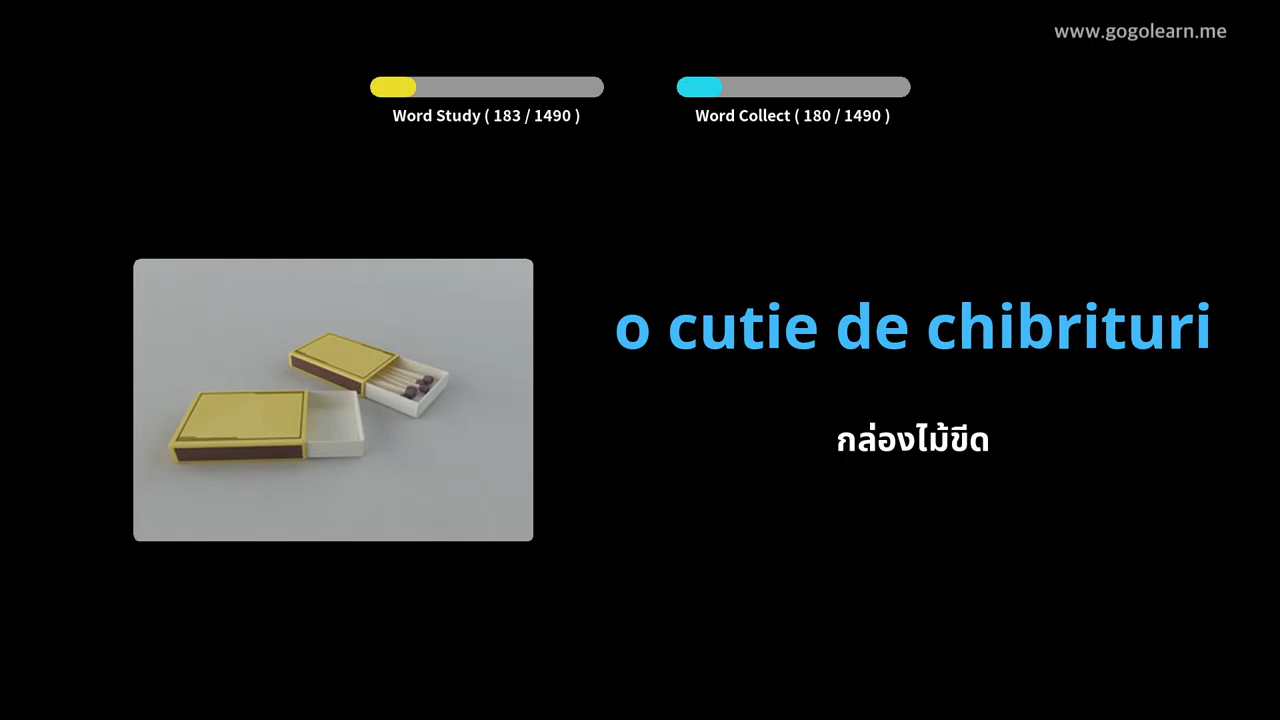 www.gogolearn.me
Word Study ( 183 / 1490 )
Word Collect ( 180 / 1490 )
o cutie de chibrituri
กล่องไม้ขีด